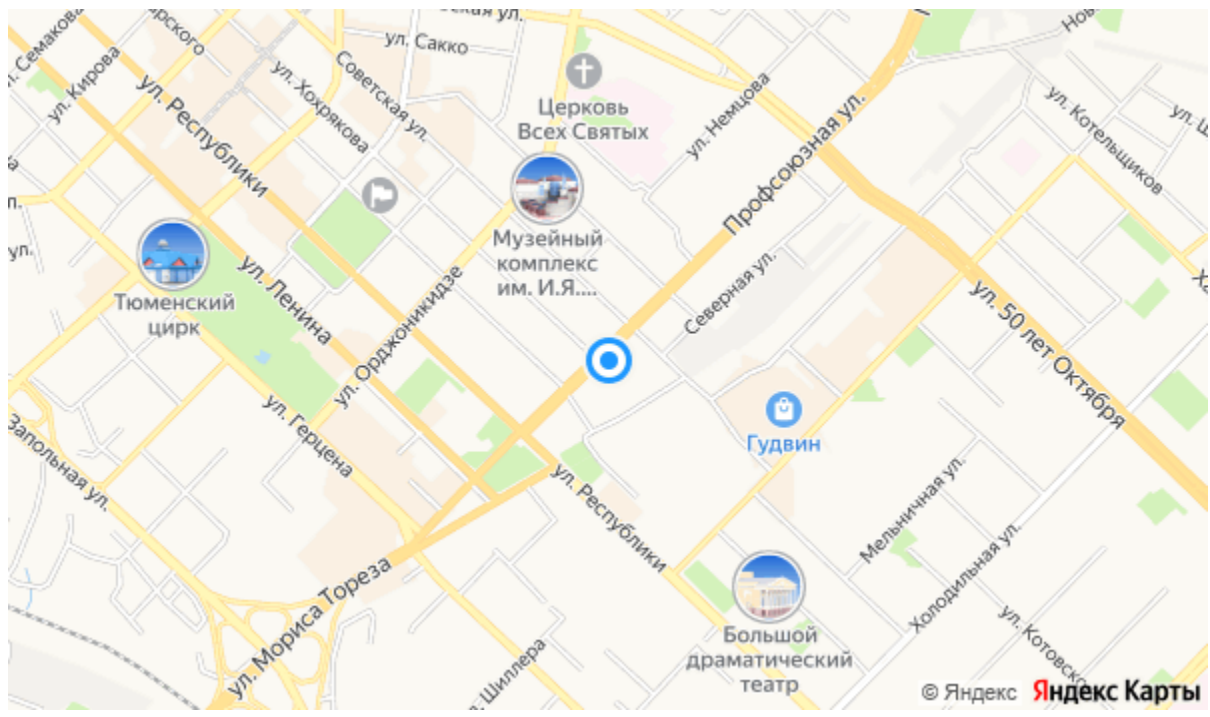 ул. Сакко
ул. Семакова
ул. Кирова
ул. Республики
ул. Хохрякова
Советская ул.
Церковь
Всех Святых
ул. Немцова
Профсоюзная ул.
ул. Котельщиков
Музейный
комплекс
им. И.Я....
Тюменский
цирк
ул. Ленина
ул. Орджоникидзе
Северная ул.
ул. 50 лет Октября
ул. Герцена
Запольная ул.
Гудвин
ул. Республики
Мельничная ул.
Холодильная ул.
ул. Мориса Тореза
ул. Шиллера
Большой
драматический
театр
© Яндекс Яндекс Карты